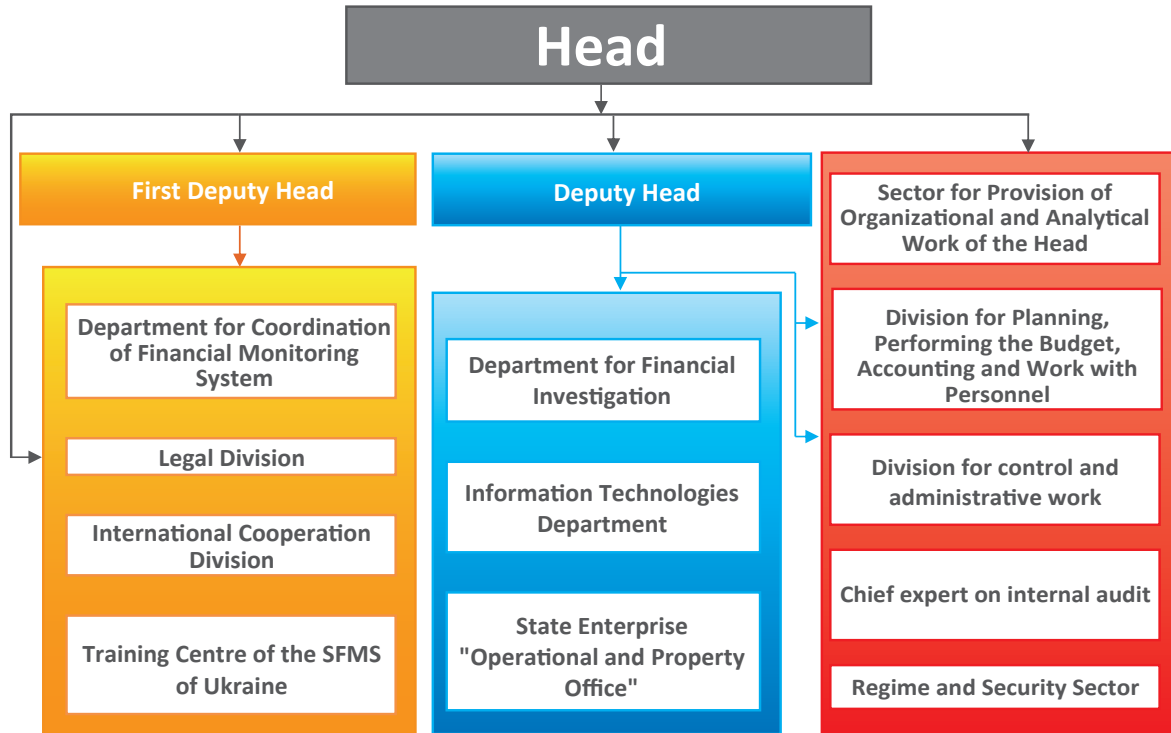 Head
First Deputy Head
Department for Coordination
of Financial Monitoring
System
Legal Division
International Cooperation
Division
Training Centre of the SFMS
of Ukraine
Deputy Head
Department for Financial
Investigation
Information Technologies
Department
State Enterprise
"Operational and Property
Office"
Sector for Provision of
Organizational and Analytical
Work of the Head
Division for Planning,
Performing the Budget,
Accounting and Work with
Personnel
Division for control and
administrative work
Chief expert on internal audit
Regime and Security Sector